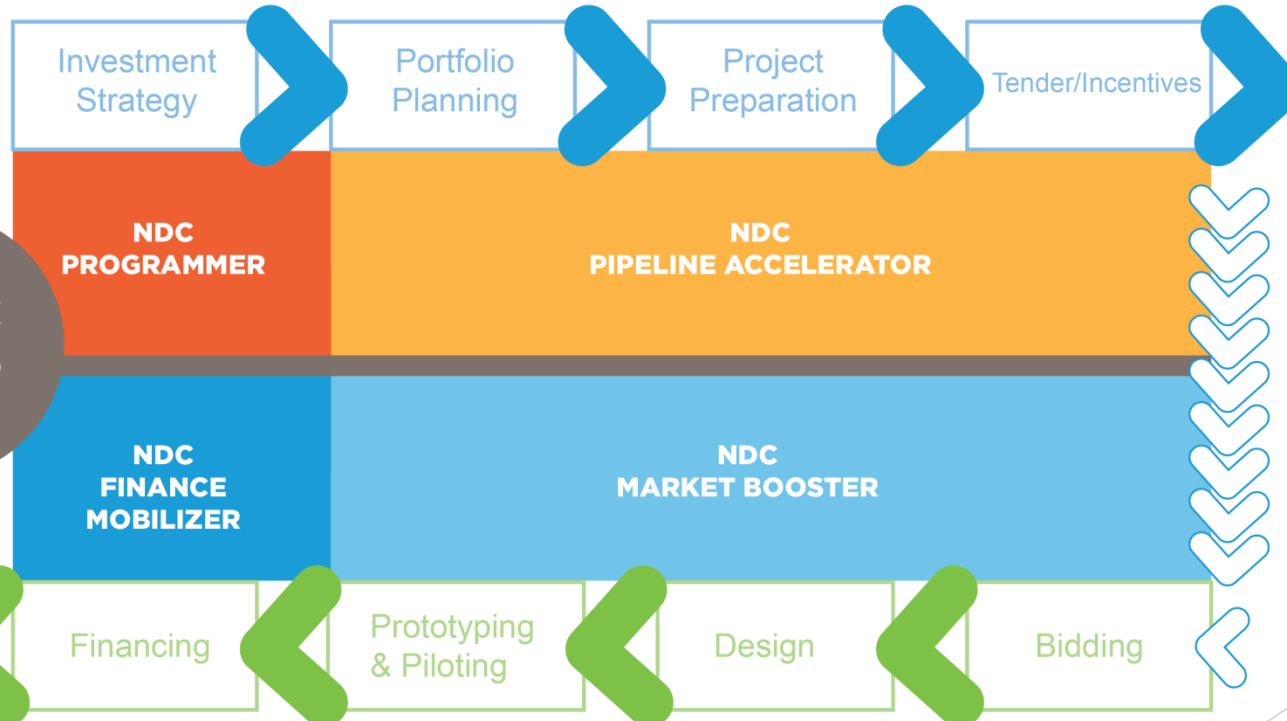 Investment
Strategy
Portfolio
Planning
Project
Preparation
Tender/Incentives
NDC
PROGRAMMER
NDC
PIPELINE ACCELERATOR
NDC
FINANCE
MOBILIZER
NDC
MARKET BOOSTER
Financing
Prototyping
& Piloting
Design
Bidding